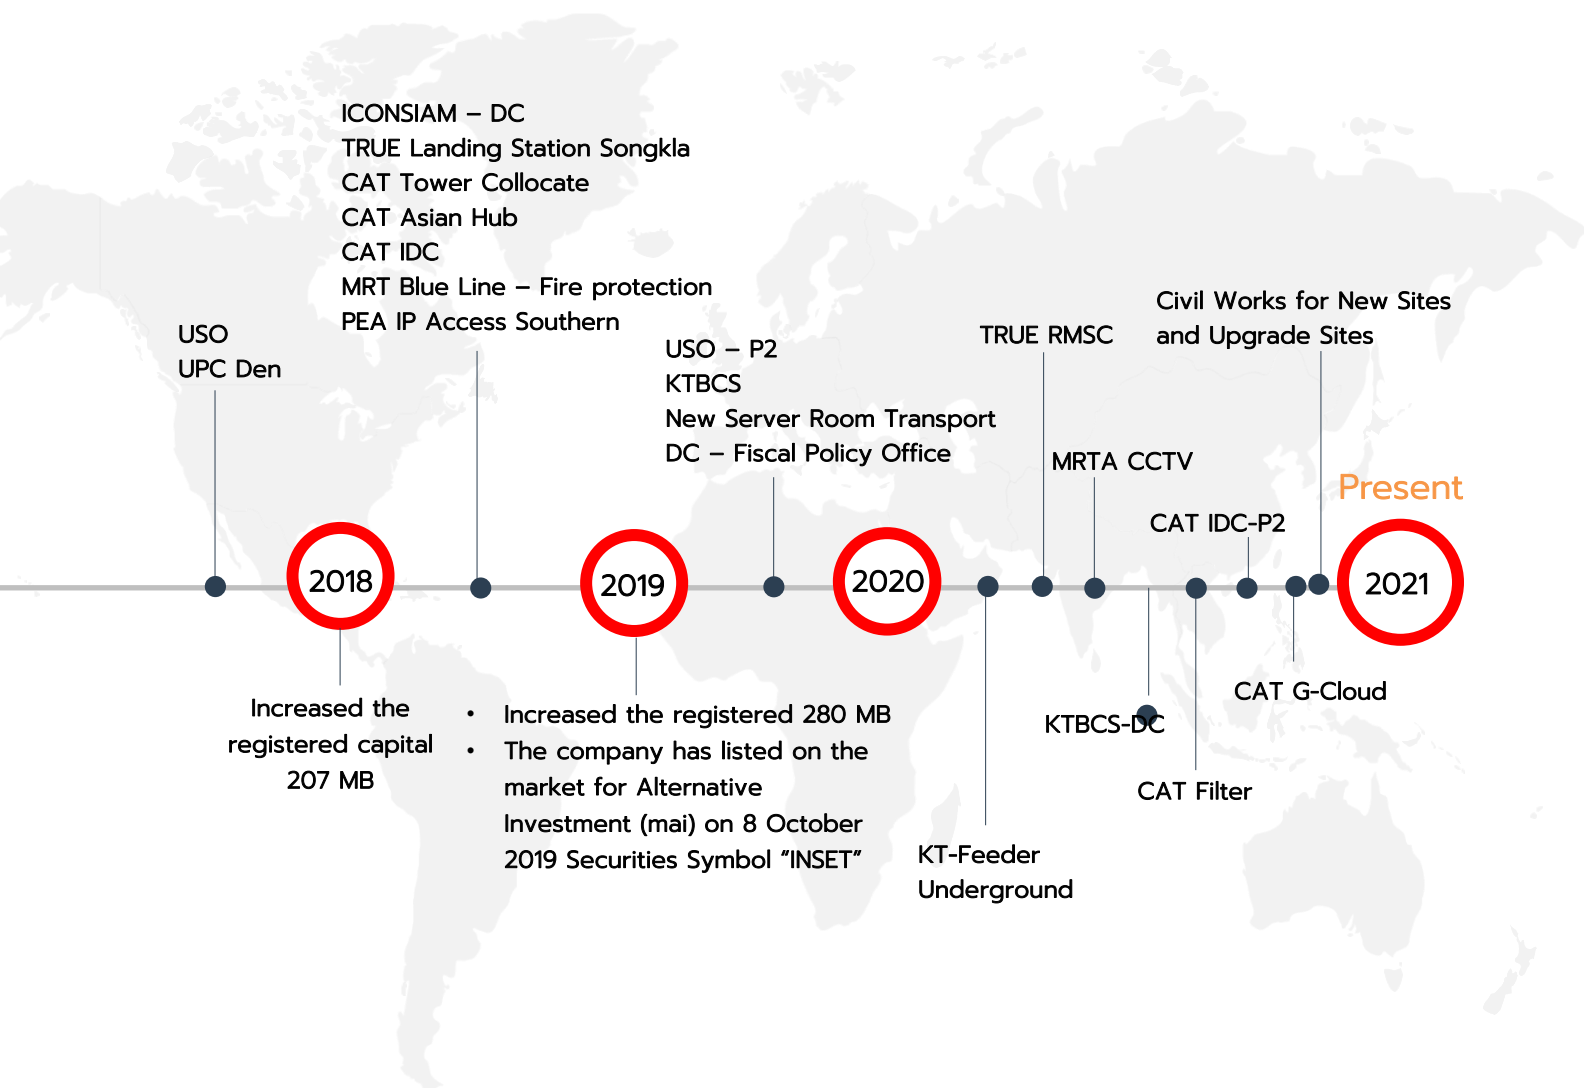 ICONSIAM – DC
TRUE Landing Station Songkla
CAT Tower Collocate
CAT Asian Hub
CAT IDC
MRT Blue Line – Fire protection
PEA IP Access Southern
USO
UPC Den
USO – P2
KTBCS
New Server Room Transport
DC – Fiscal Policy Office
TRUE RMSC
Civil Works for New Sites
and Upgrade Sites
MRTA CCTV
CAT IDC-P2
Present
2018
2019
2020
2021
Increased the
registered capital
207 MB
• Increased the registered 280 MB
• The company has listed on the
market for Alternative
Investment (mai) on 8 October
2019 Securities Symbol “INSET”
KT-Feeder
Underground
KTBCS-DC
CAT Filter
CAT G-Cloud